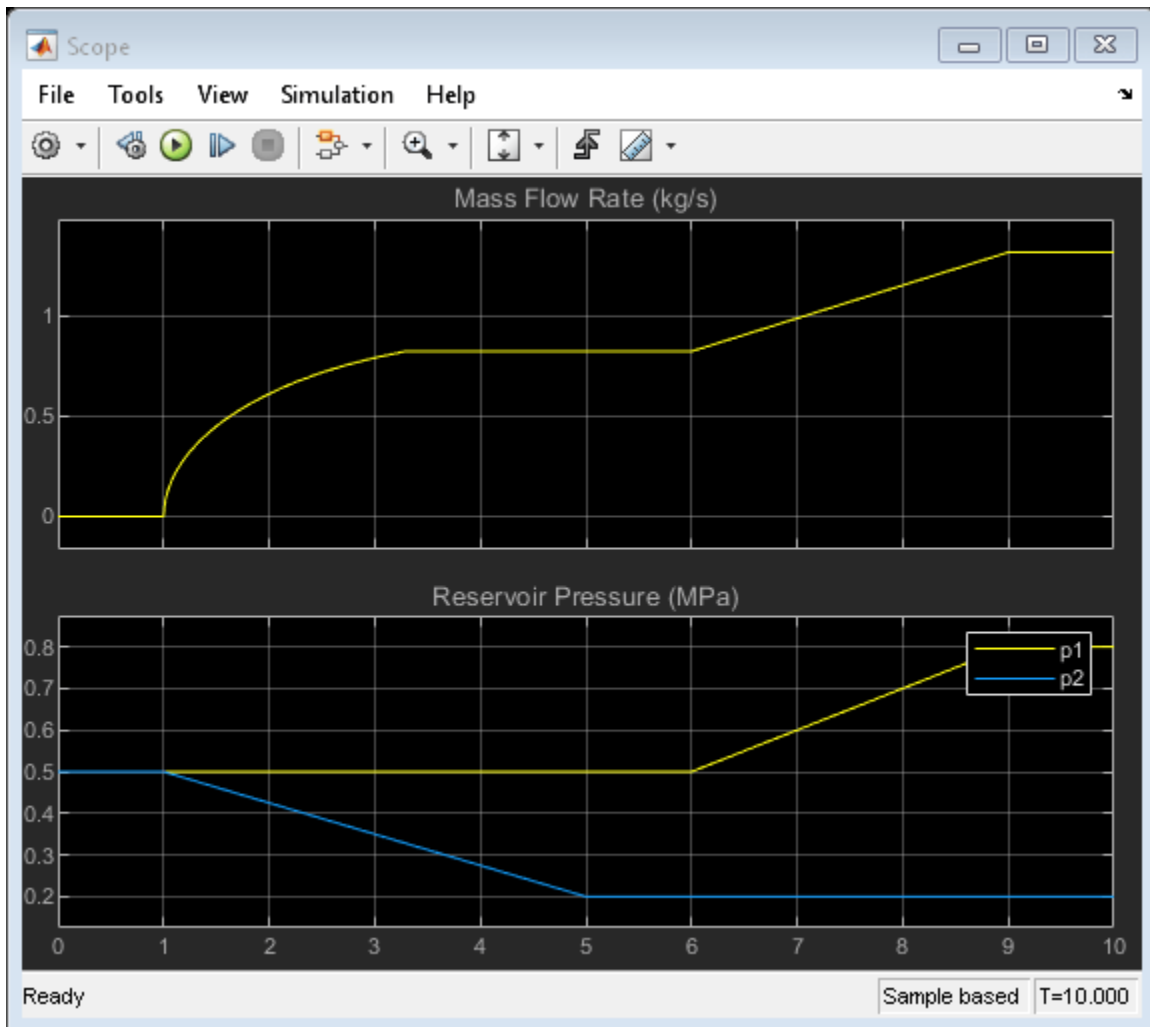 Scope
File Tools View Simulation Help
Mass Flow Rate (kg/s)
1
0.5
0
Reservoir Pressure (MPa)
0.8
0.7
0.6
0.5
0.4
0.3
0.2
p1
p2
0 1 2 3 4 5 6 7 8 9 10
Ready Sample based T=10.000